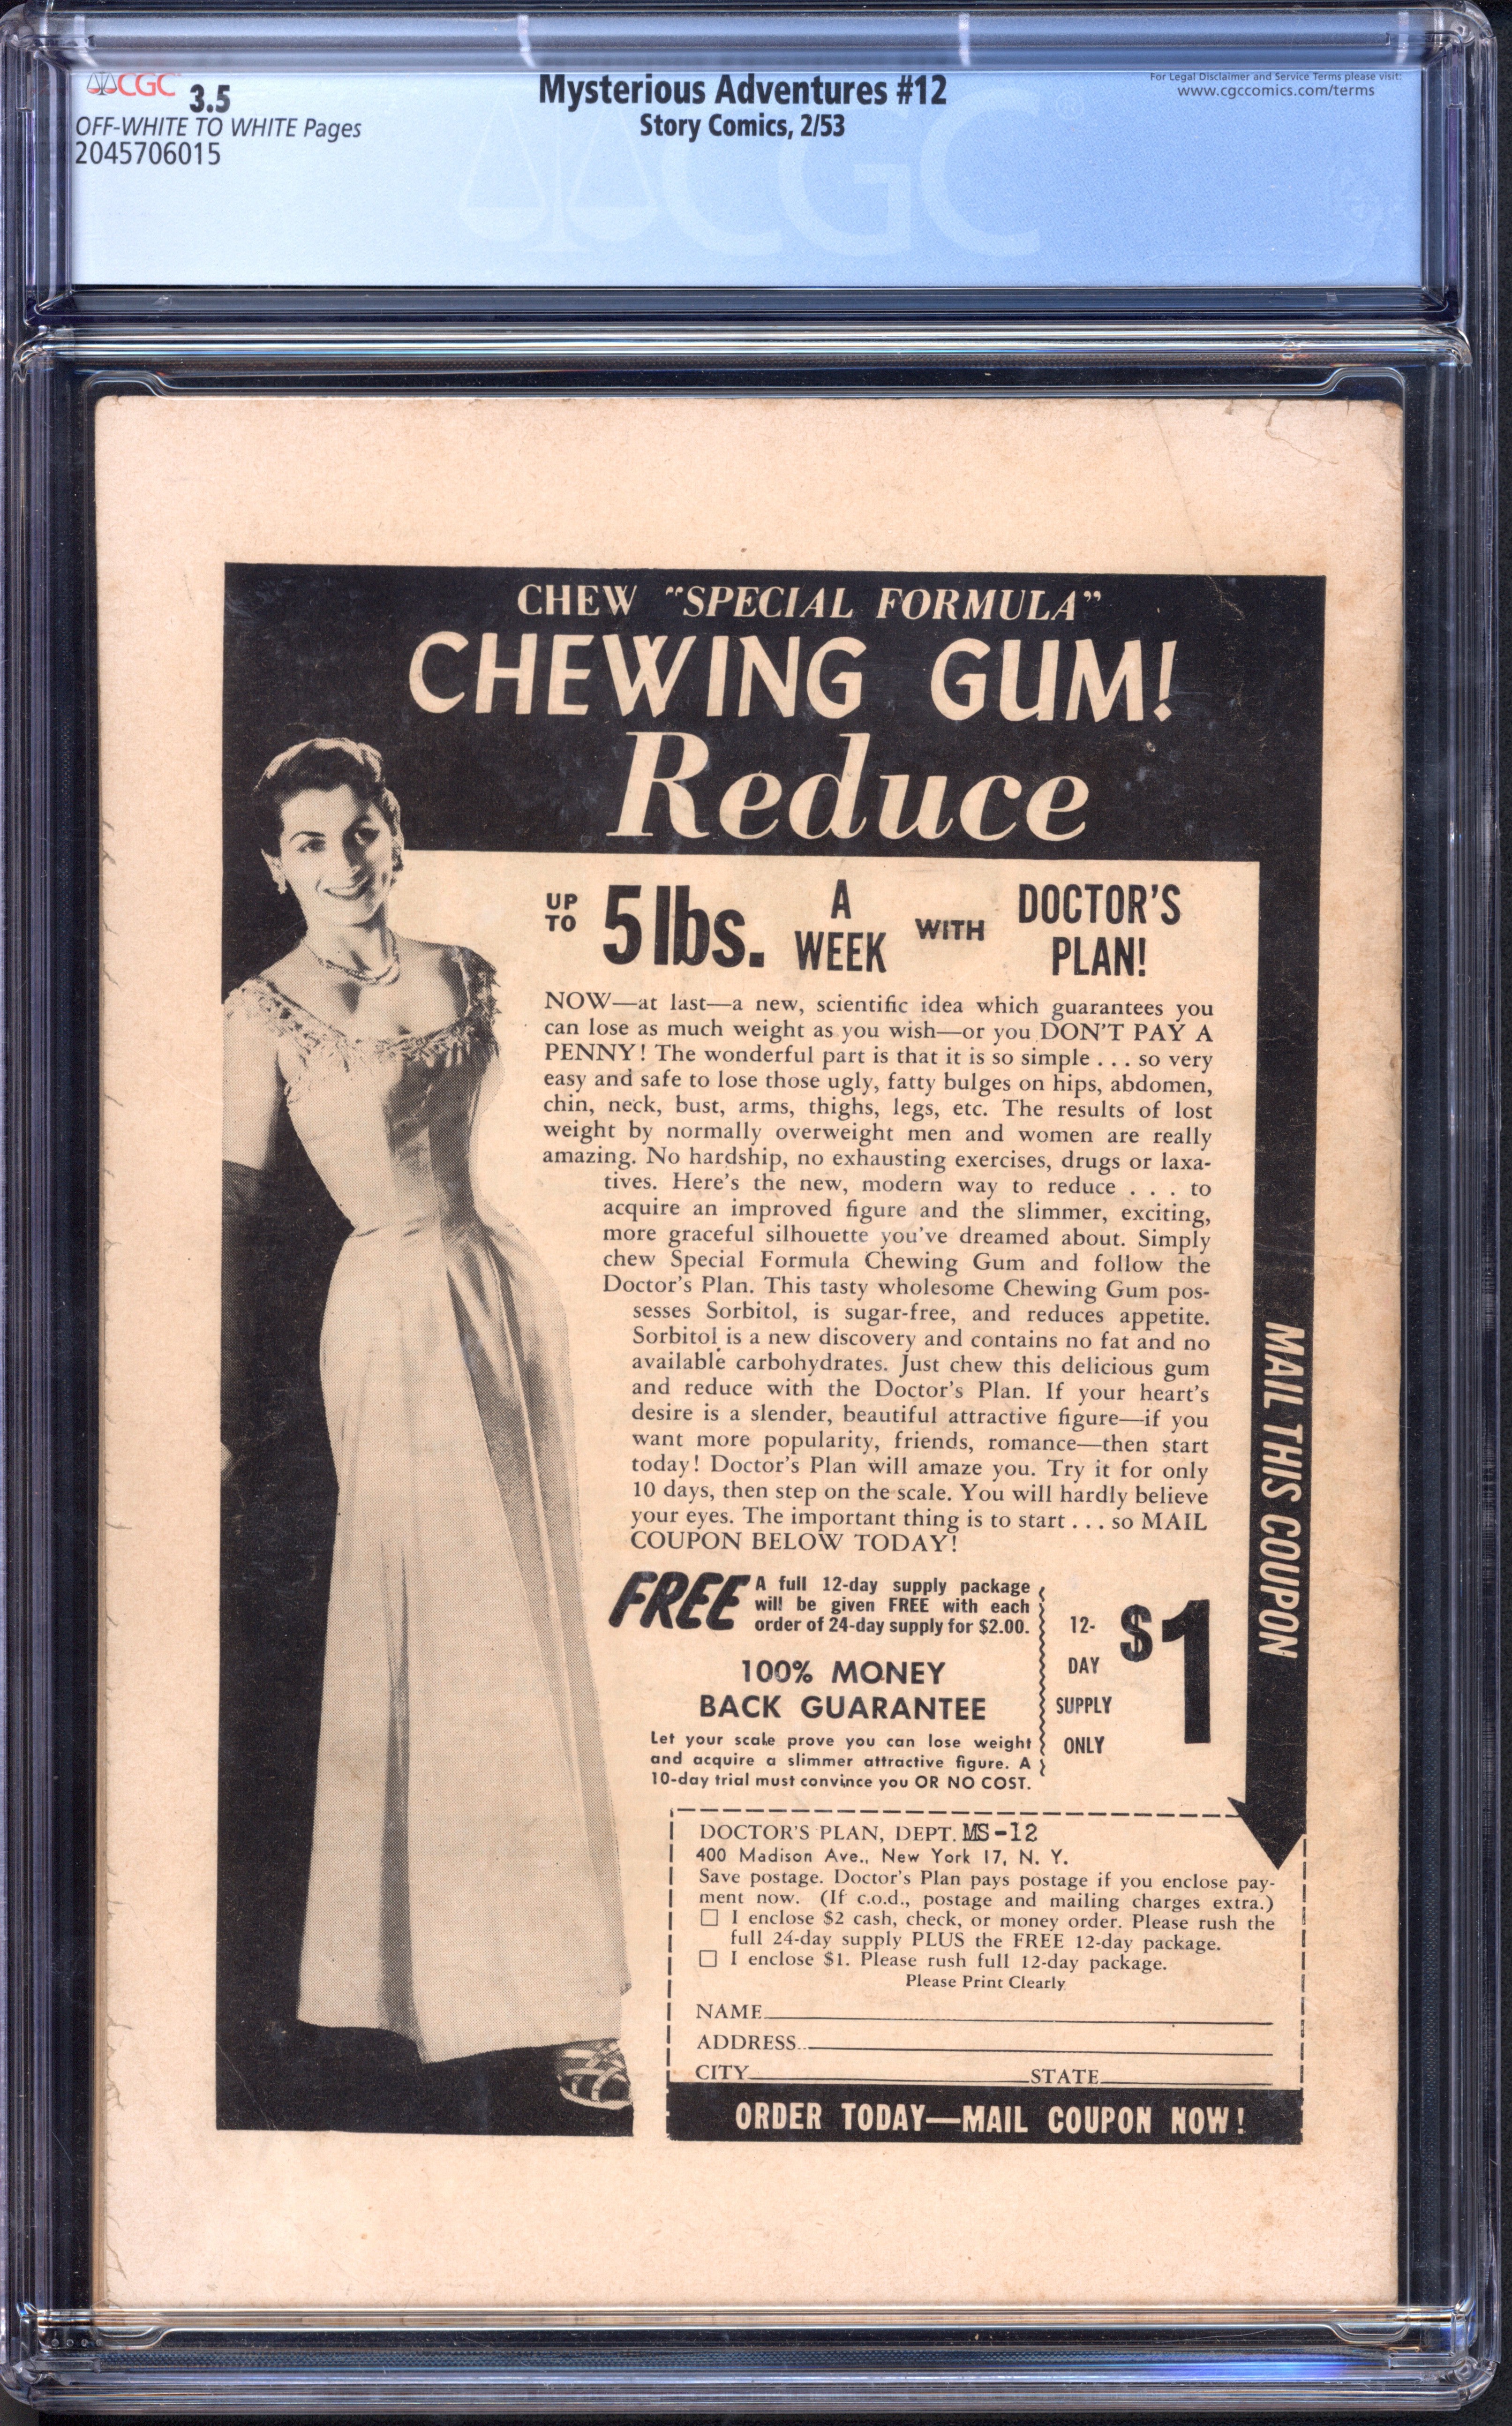 CGC 3.5
OFF-WHITE TO WHITE Pages
2045706015
Mysterious Adventures #12
Story Comics, 2/53
For Legal Disclaimer and Service Terms please visit:
www.cgccomics.com/terms
CGC ®
CHEW "SPECIAL FORMULA"
CHEWING GUM!
Reduce
UP TO 5 lbs. A WEEK WITH DOCTOR'S PLAN!
NOW—at last—a new, scientific idea which guarantees you
can lose as much weight as you wish—or you DON'T PAY A
PENNY! The wonderful part is that it is so simple . . . so very
easy and safe to lose those ugly, fatty bulges on hips, abdomen,
chin, neck, bust, arms, thighs, legs, etc. The results of lost
weight by normally overweight men and women are really
amazing. No hardship, no exhausting exercises, drugs or laxa-
tives. Here's the new, modern way to reduce . . . to
acquire an improved figure and the slimmer, exciting,
more graceful silhouette you've dreamed about. Simply
chew Special Formula Chewing Gum and follow the
Doctor's Plan. This tasty wholesome Chewing Gum pos-
sesses Sorbitol, is sugar-free, and reduces appetite.
Sorbitol is a new discovery and contains no fat and no
available carbohydrates. Just chew this delicious gum
and reduce with the Doctor's Plan. If your heart's
desire is a slender, beautiful attractive figure—if you
want more popularity, friends, romance—then start
today! Doctor's Plan will amaze you. Try it for only
10 days, then step on the scale. You will hardly believe
your eyes. The important thing is to start . . . so MAIL
COUPON BELOW TODAY!
MAIL THIS COUPON
FREE
A full 12-day supply package
will be given FREE with each
order of 24-day supply for $2.00.
100% MONEY
BACK GUARANTEE
Let your scale prove you can lose weight
and acquire a slimmer attractive figure. A
10-day trial must convince you OR NO COST.
12-
DAY
SUPPLY
ONLY
$1
DOCTOR'S PLAN, DEPT. MS-12
400 Madison Ave., New York 17, N. Y.
Save postage. Doctor's Plan pays postage if you enclose pay-
ment now. (If c.o.d., postage and mailing charges extra.)
I enclose $2 cash, check, or money order. Please rush the
full 24-day supply PLUS the FREE 12-day package.
I enclose $1. Please rush full 12-day package.
Please Print Clearly
NAME
ADDRESS
CITY STATE
ORDER TODAY—MAIL COUPON NOW!